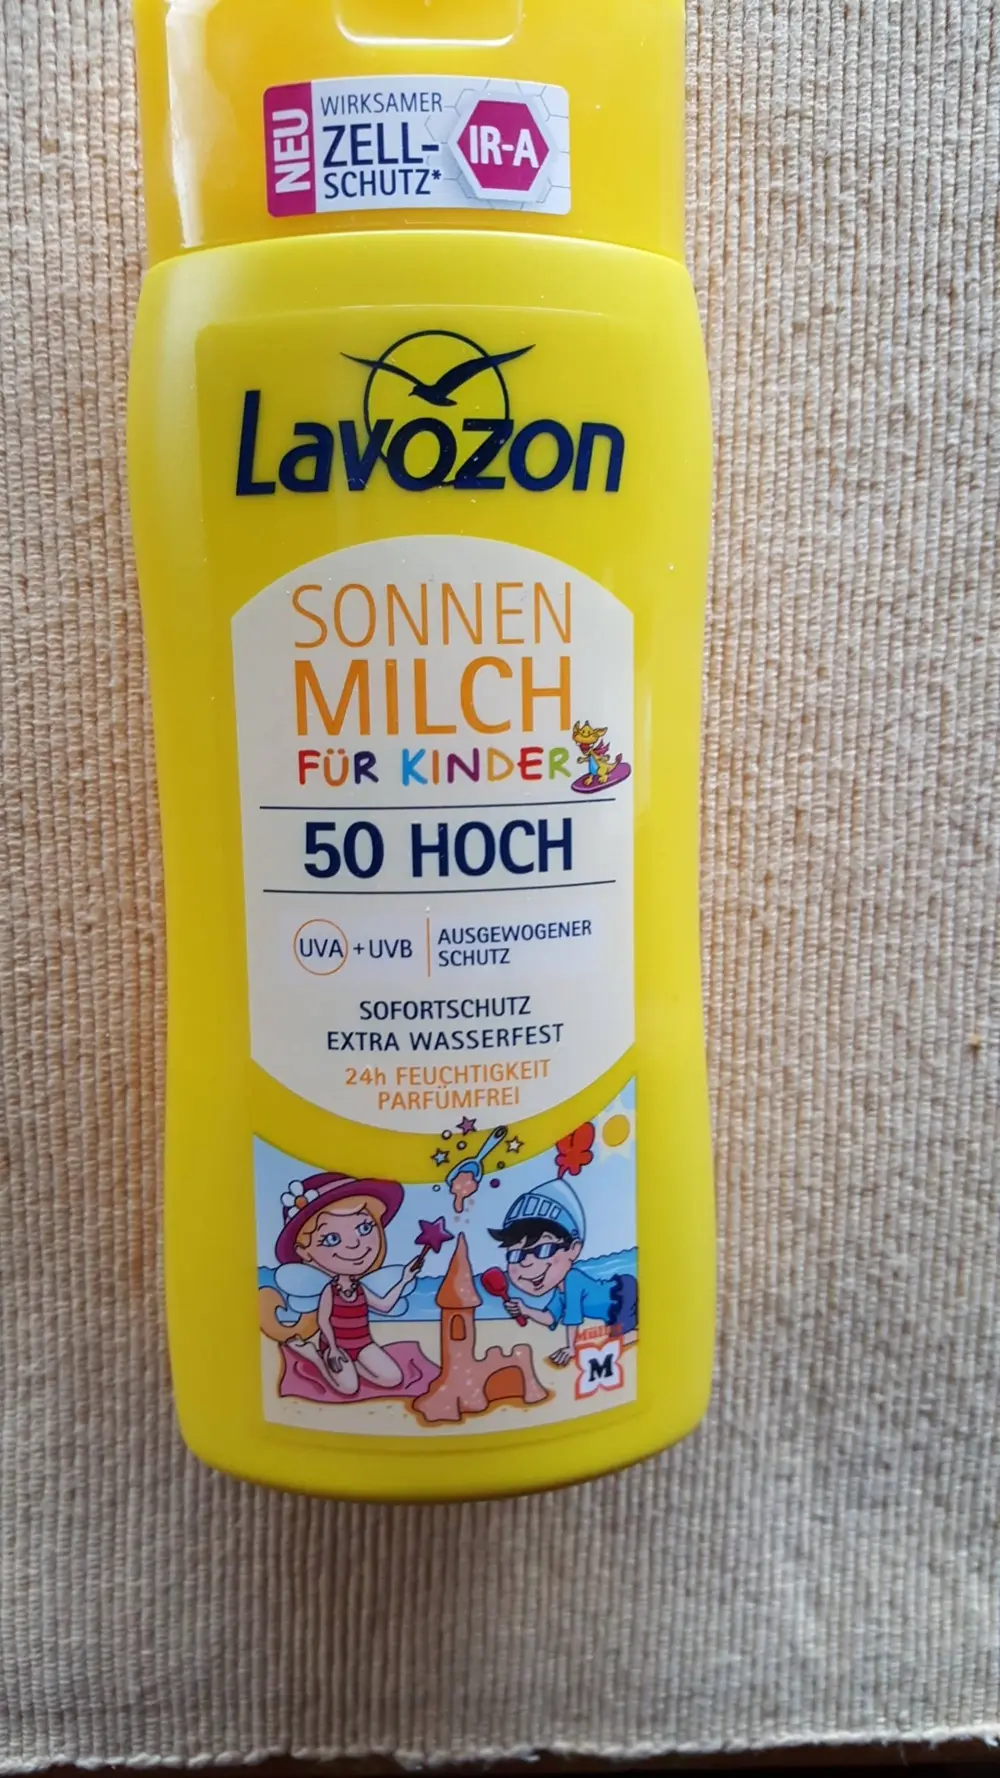 NEU
WIRKSAMER
ZELL-
SCHUTZ*
IR-A
Lavozon
SONNEN
MILCH
FÜR KINDER
50 HOCH
UVA + UVB
AUSGEWOGENER
SCHUTZ
SOFORTSCHUTZ
EXTRA WASSERFEST
24h FEUCHTIGKEIT
PARFÜMFREI
Müller
M